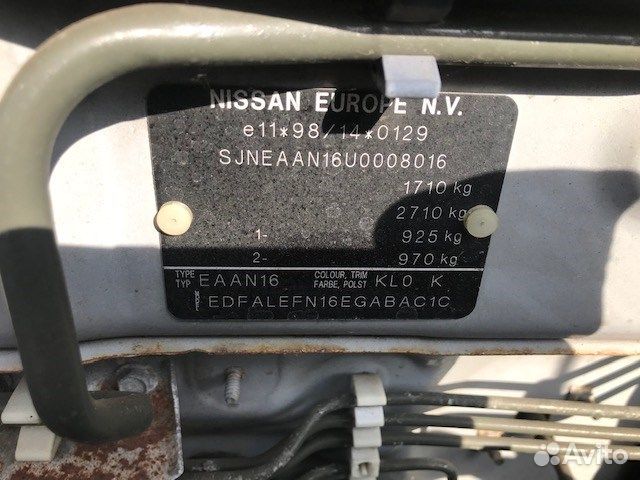 NISSAN EUROPE N.V.
e11*98/14*0129
SJNEAAN16U0008016
1710 kg
2710 kg
1- 925 kg
2- 970 kg
TYPE TYP EAAN16 COLOUR, TRIM FARBE, POLST KL0 K
EDFALEFN16EGABAC1C
Avito